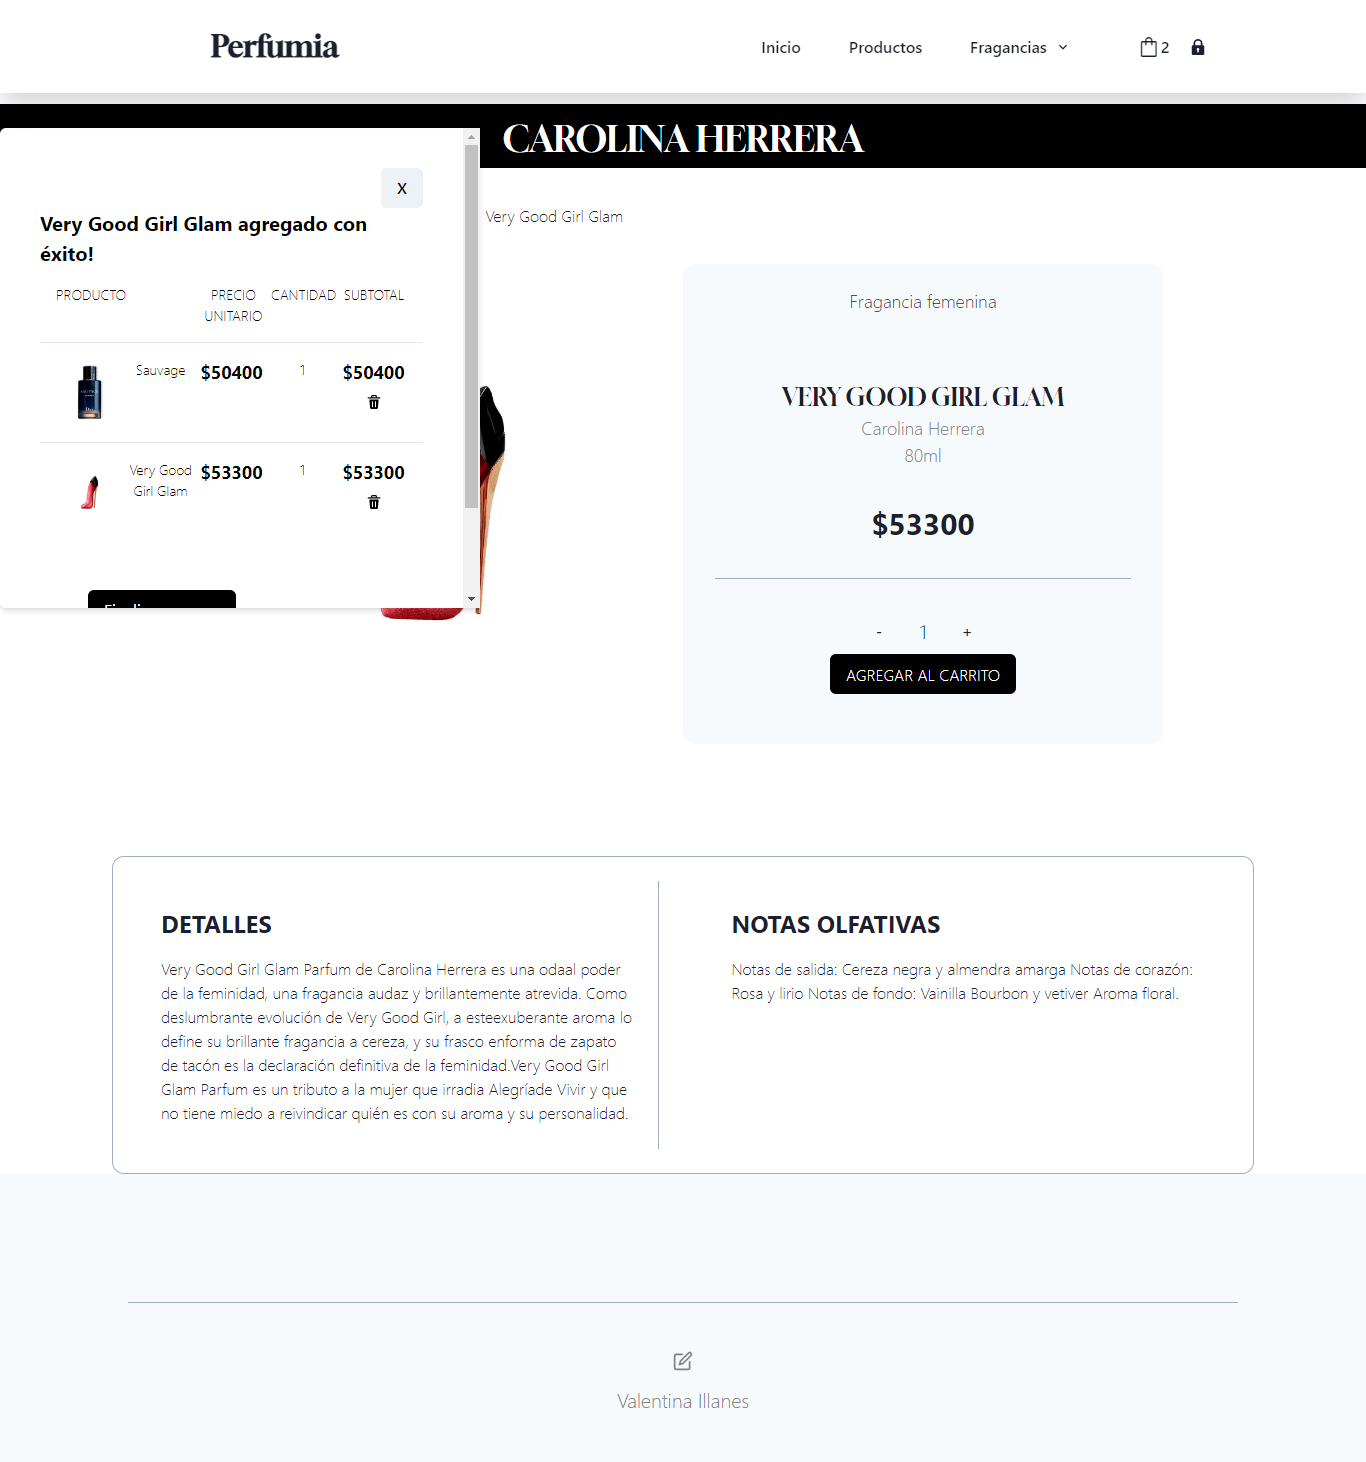 Perfumia
Inicio
Productos
Fragancias
2
CAROLINA HERRERA
X
Very Good Girl Glam agregado con
éxito!
PRODUCTO
PRECIO
UNITARIO
CANTIDAD
SUBTOTAL
Sauvage
$50400
1
$50400
Very Good
Girl Glam
$53300
1
$53300
Very Good Girl Glam
Fragancia femenina
VERY GOOD GIRL GLAM
Carolina Herrera
80ml
$53300
- 1 +
AGREGAR AL CARRITO
DETALLES
Very Good Girl Glam Parfum de Carolina Herrera es una odaal poder
de la feminidad, una fragancia audaz y brillantemente atrevida. Como
deslumbrante evolución de Very Good Girl, a esteexuberante aroma lo
define su brillante fragancia a cereza, y su frasco enforma de zapato
de tacón es la declaración definitiva de la feminidad.Very Good Girl
Glam Parfum es un tributo a la mujer que irradia Alegríade Vivir y que
no tiene miedo a reivindicar quién es con su aroma y su personalidad.
NOTAS OLFATIVAS
Notas de salida: Cereza negra y almendra amarga Notas de corazón:
Rosa y lirio Notas de fondo: Vainilla Bourbon y vetiver Aroma floral.
Valentina Illanes